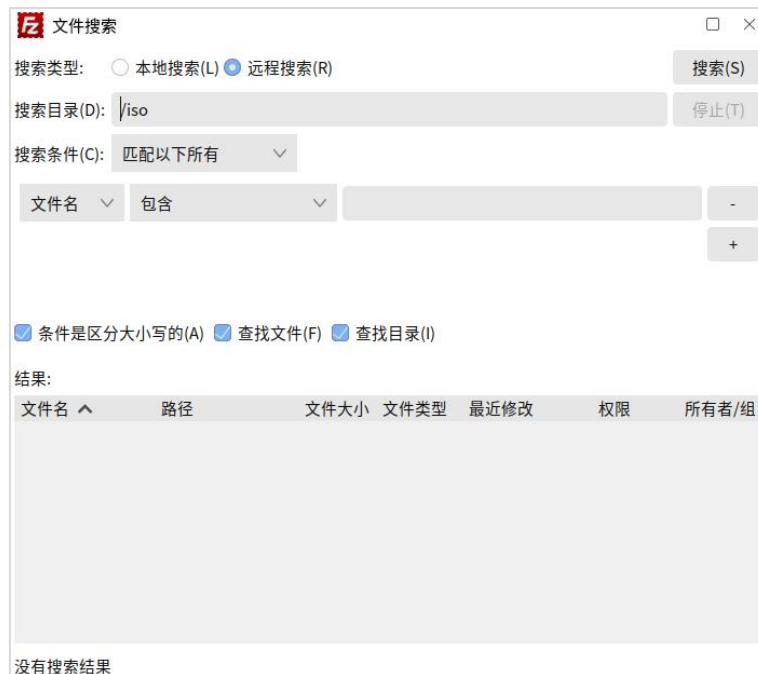 Fz 文件搜索
搜索类型: 本地搜索(L) 远程搜索(R) 搜索(S)
搜索目录(D): /iso 停止(T)
搜索条件(C): 匹配以下所有
文件名 包含 -
+
条件是区分大小写的(A) 查找文件(F) 查找目录(I)
结果:
文件名 路径 文件大小 文件类型 最近修改 权限 所有者/组
没有搜索结果